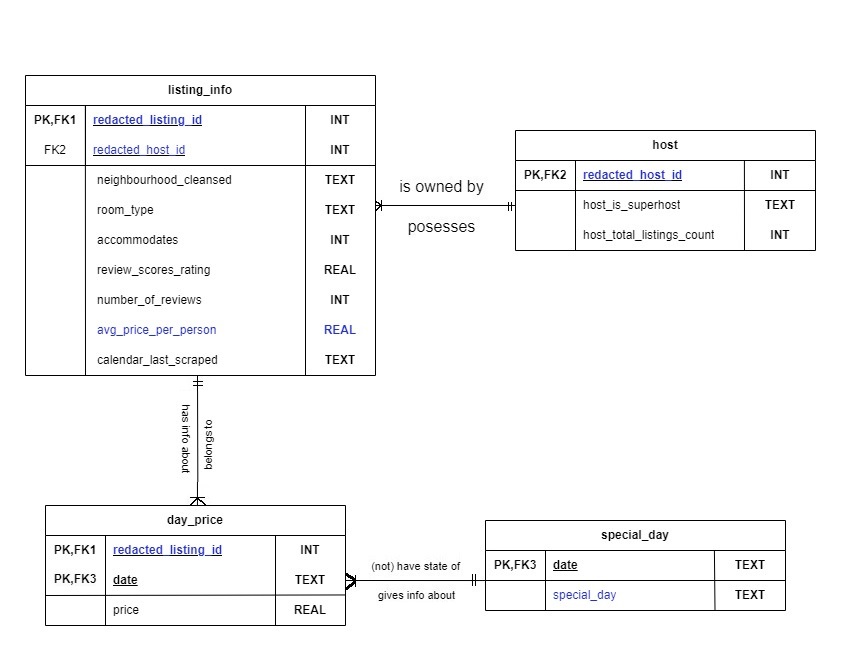 listing_info
PK,FK1 redacted_listing_id INT
FK2 redacted_host_id INT
neighbourhood_cleansed TEXT
room_type TEXT
accommodates INT
review_scores_rating REAL
number_of_reviews INT
avg_price_per_person REAL
calendar_last_scraped TEXT
is owned by
posesses
host
PK,FK2 redacted_host_id INT
host_is_superhost TEXT
host_total_listings_count INT
has info about
belongs to
day_price
PK,FK1 redacted_listing_id INT
PK,FK3 date TEXT
price REAL
(not) have state of
gives info about
special_day
PK,FK3 date TEXT
special_day TEXT